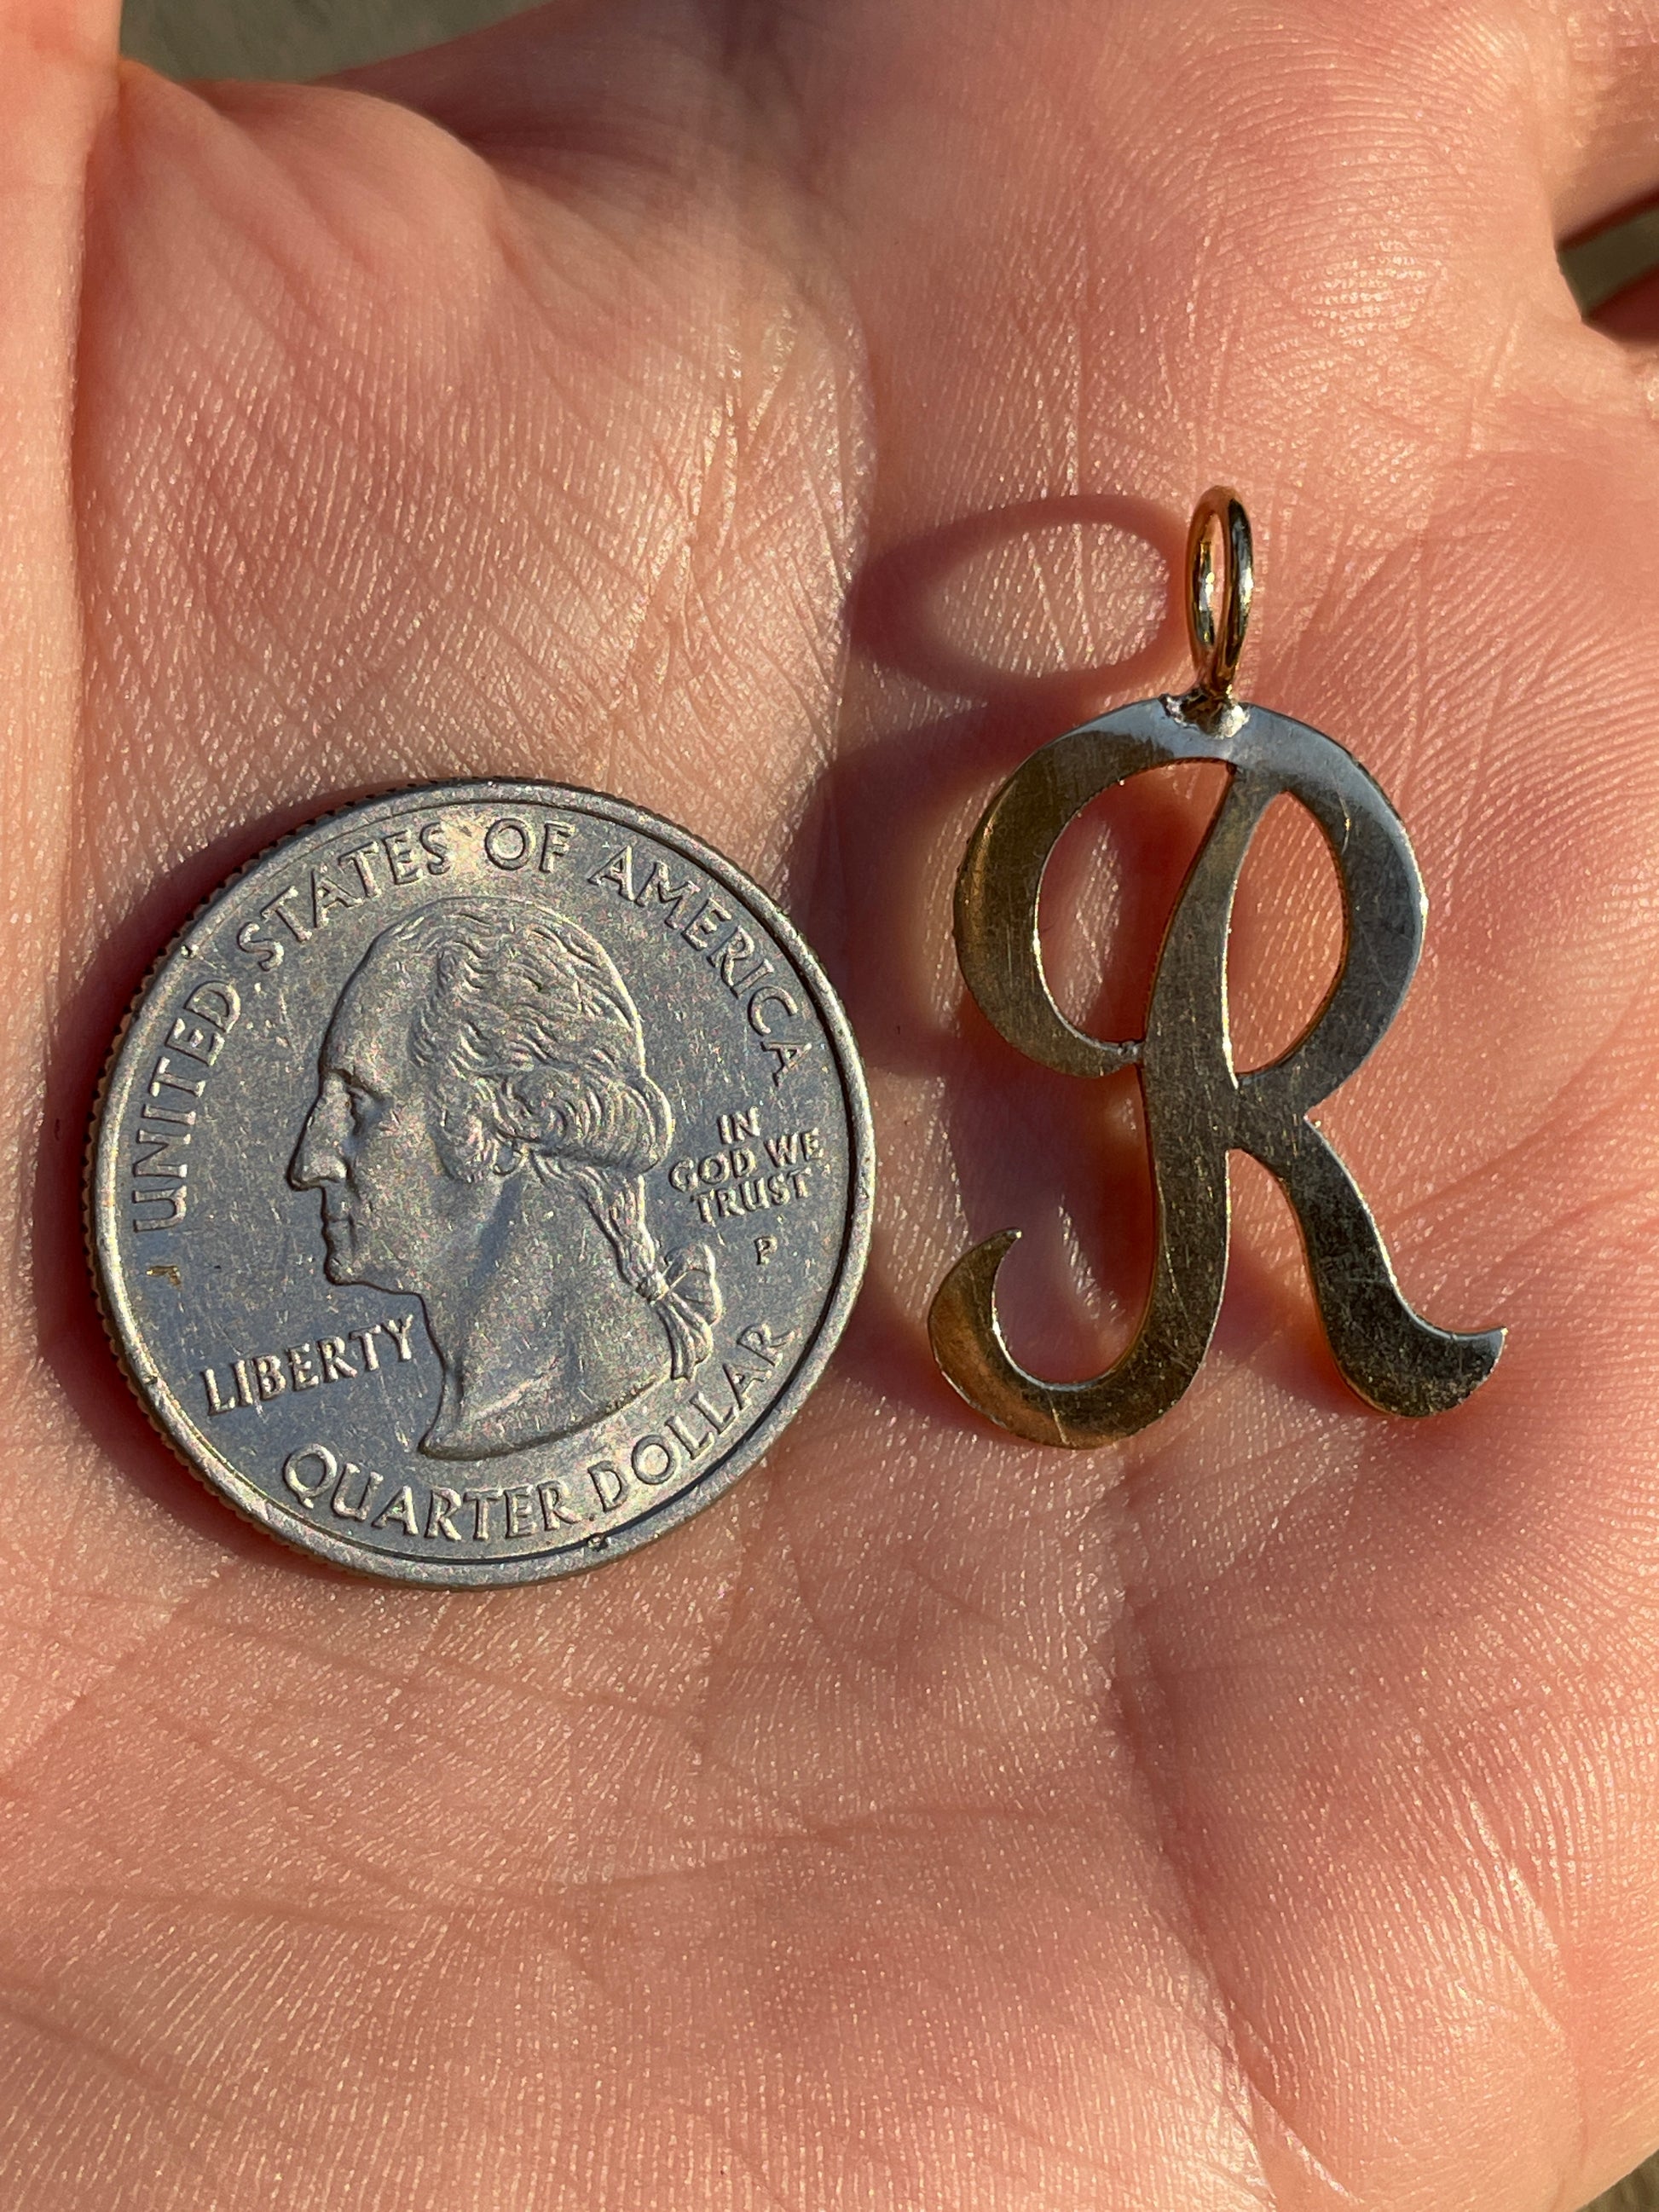 UNITED STATES OF AMERICA
LIBERTY
IN
GOD WE
TRUST
P
QUARTER DOLLAR
R